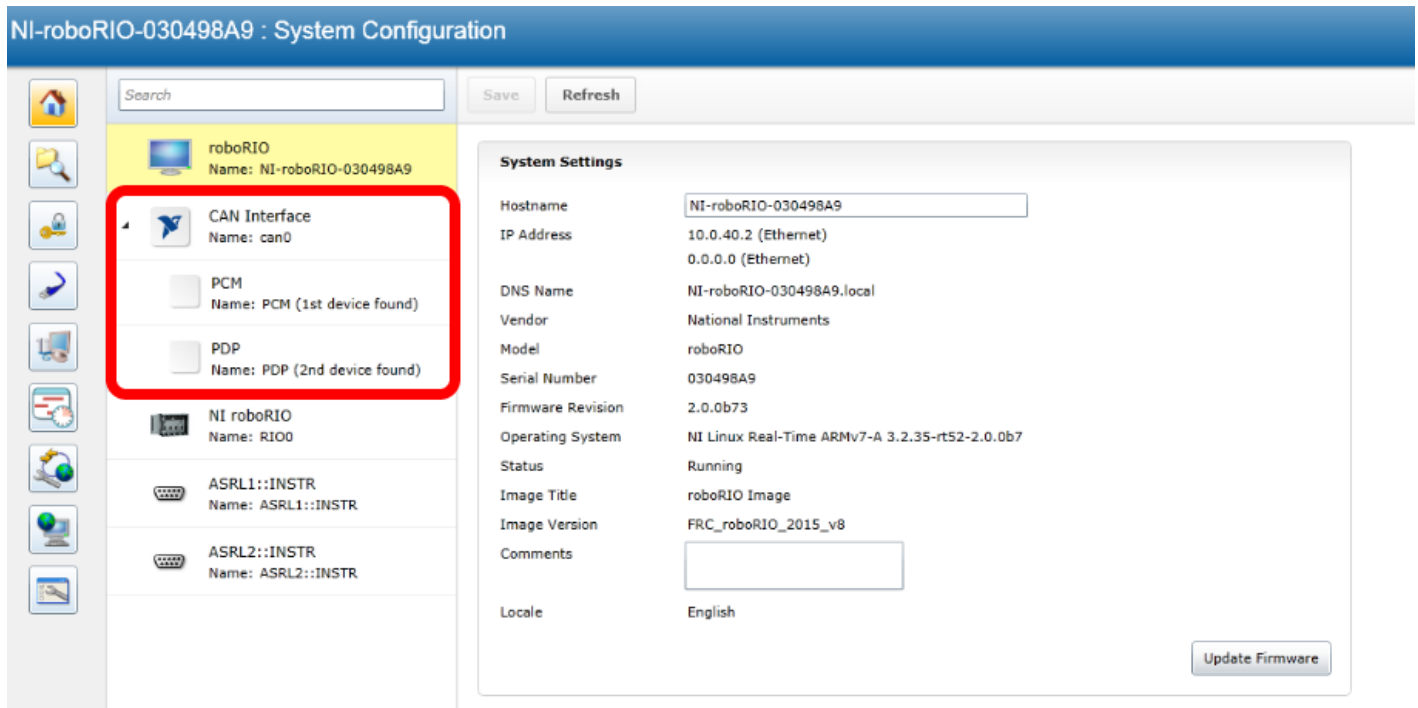 NI-roboRIO-030498A9 : System Configuration
Search
Save Refresh
roboRIO
Name: NI-roboRIO-030498A9
CAN Interface
Name: can0
PCM
Name: PCM (1st device found)
PDP
Name: PDP (2nd device found)
NI roboRIO
Name: RIO0
ASRL1::INSTR
Name: ASRL1::INSTR
ASRL2::INSTR
Name: ASRL2::INSTR
System Settings
Hostname NI-roboRIO-030498A9
IP Address 10.0.40.2 (Ethernet)
0.0.0.0 (Ethernet)
DNS Name NI-roboRIO-030498A9.local
Vendor National Instruments
Model roboRIO
Serial Number 030498A9
Firmware Revision 2.0.0b73
Operating System NI Linux Real-Time ARMv7-A 3.2.35-rt52-2.0.0b7
Status Running
Image Title roboRIO Image
Image Version FRC_roboRIO_2015_v8
Comments
Locale English
Update Firmware